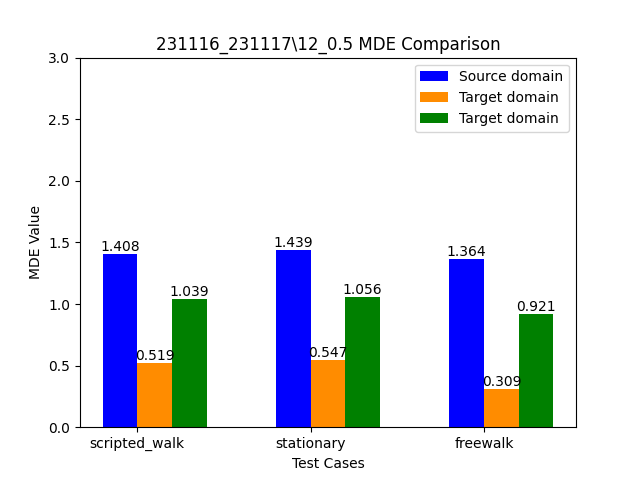 231116_231117\12_0.5 MDE Comparison
Source domain
Target domain
Target domain
MDE Value
3.0
2.5
2.0
1.5
1.0
0.5
0.0
1.408
0.519
1.039
1.439
0.547
1.056
1.364
0.309
0.921
scripted_walk
stationary
freewalk
Test Cases